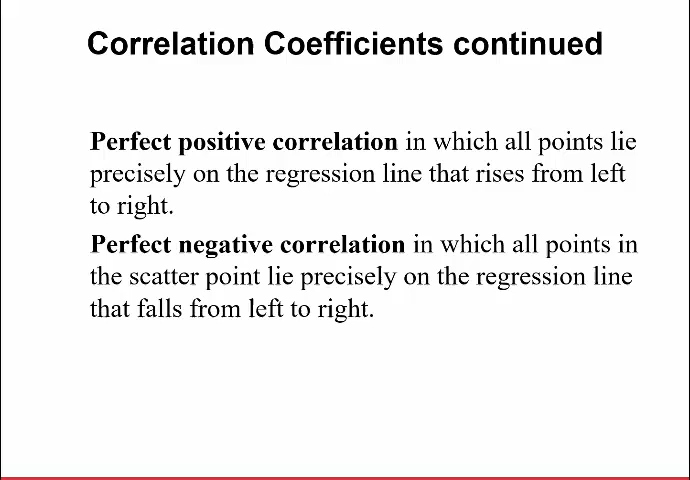 Correlation Coefficients continued
Perfect positive correlation in which all points lie
precisely on the regression line that rises from left
to right.
Perfect negative correlation in which all points in
the scatter point lie precisely on the regression line
that falls from left to right.